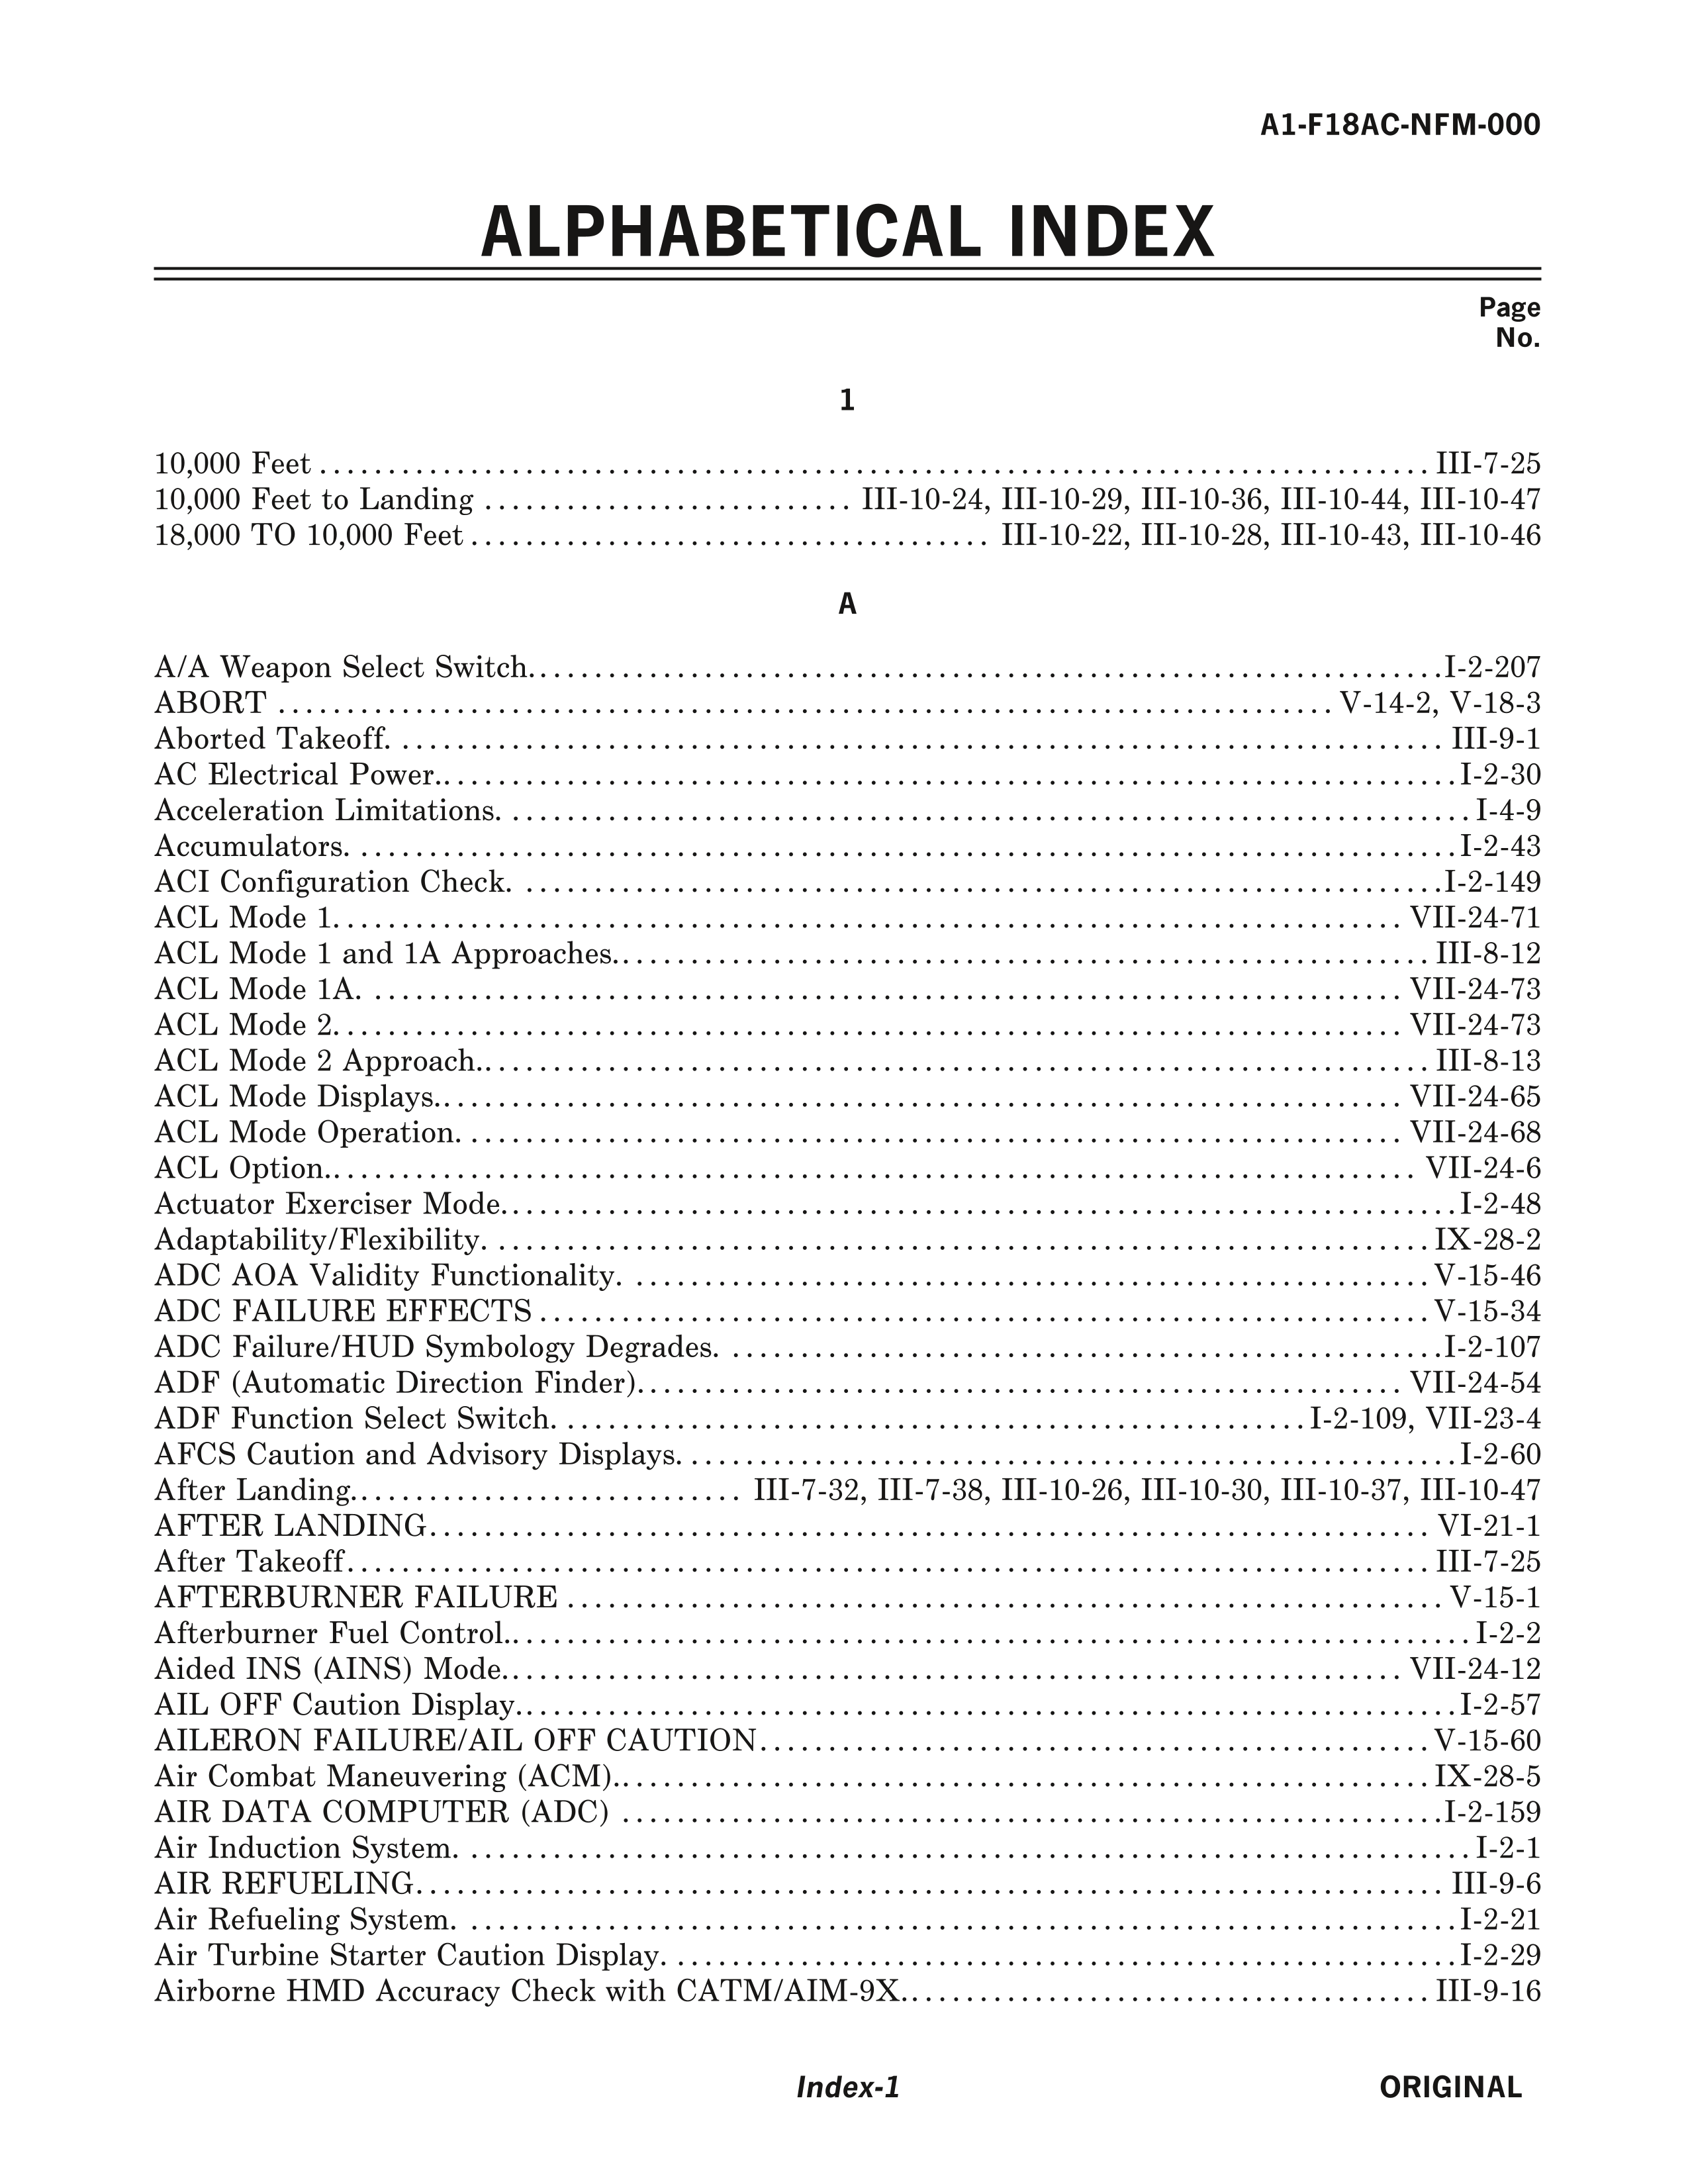 A1-F18AC-NFM-000
ALPHABETICAL INDEX
Page
No.
1
10,000 Feet ........ III-7-25
10,000 Feet to Landing ........ III-10-24, III-10-29, III-10-36, III-10-44, III-10-47
18,000 TO 10,000 Feet ........ III-10-22, III-10-28, III-10-43, III-10-46
A
A/A Weapon Select Switch ........ I-2-207
ABORT ........ V-14-2, V-18-3
Aborted Takeoff ........ III-9-1
AC Electrical Power ........ I-2-30
Acceleration Limitations ........ I-4-9
Accumulators ........ I-2-43
ACI Configuration Check ........ I-2-149
ACL Mode 1 ........ VII-24-71
ACL Mode 1 and 1A Approaches ........ III-8-12
ACL Mode 1A ........ VII-24-73
ACL Mode 2 ........ VII-24-73
ACL Mode 2 Approach ........ III-8-13
ACL Mode Displays ........ VII-24-65
ACL Mode Operation ........ VII-24-68
ACL Option ........ VII-24-6
Actuator Exerciser Mode ........ I-2-48
Adaptability/Flexibility ........ IX-28-2
ADC AOA Validity Functionality ........ V-15-46
ADC FAILURE EFFECTS ........ V-15-34
ADC Failure/HUD Symbology Degrades ........ I-2-107
ADF (Automatic Direction Finder) ........ VII-24-54
ADF Function Select Switch ........ I-2-109, VII-23-4
AFCS Caution and Advisory Displays ........ I-2-60
After Landing ........ III-7-32, III-7-38, III-10-26, III-10-30, III-10-37, III-10-47
AFTER LANDING ........ VI-21-1
After Takeoff ........ III-7-25
AFTERBURNER FAILURE ........ V-15-1
Afterburner Fuel Control ........ I-2-2
Aided INS (AINS) Mode ........ VII-24-12
AIL OFF Caution Display ........ I-2-57
AILERON FAILURE/AIL OFF CAUTION ........ V-15-60
Air Combat Maneuvering (ACM) ........ IX-28-5
AIR DATA COMPUTER (ADC) ........ I-2-159
Air Induction System ........ I-2-1
AIR REFUELING ........ III-9-6
Air Refueling System ........ I-2-21
Air Turbine Starter Caution Display ........ I-2-29
Airborne HMD Accuracy Check with CATM/AIM-9X ........ III-9-16
Index-1 ORIGINAL